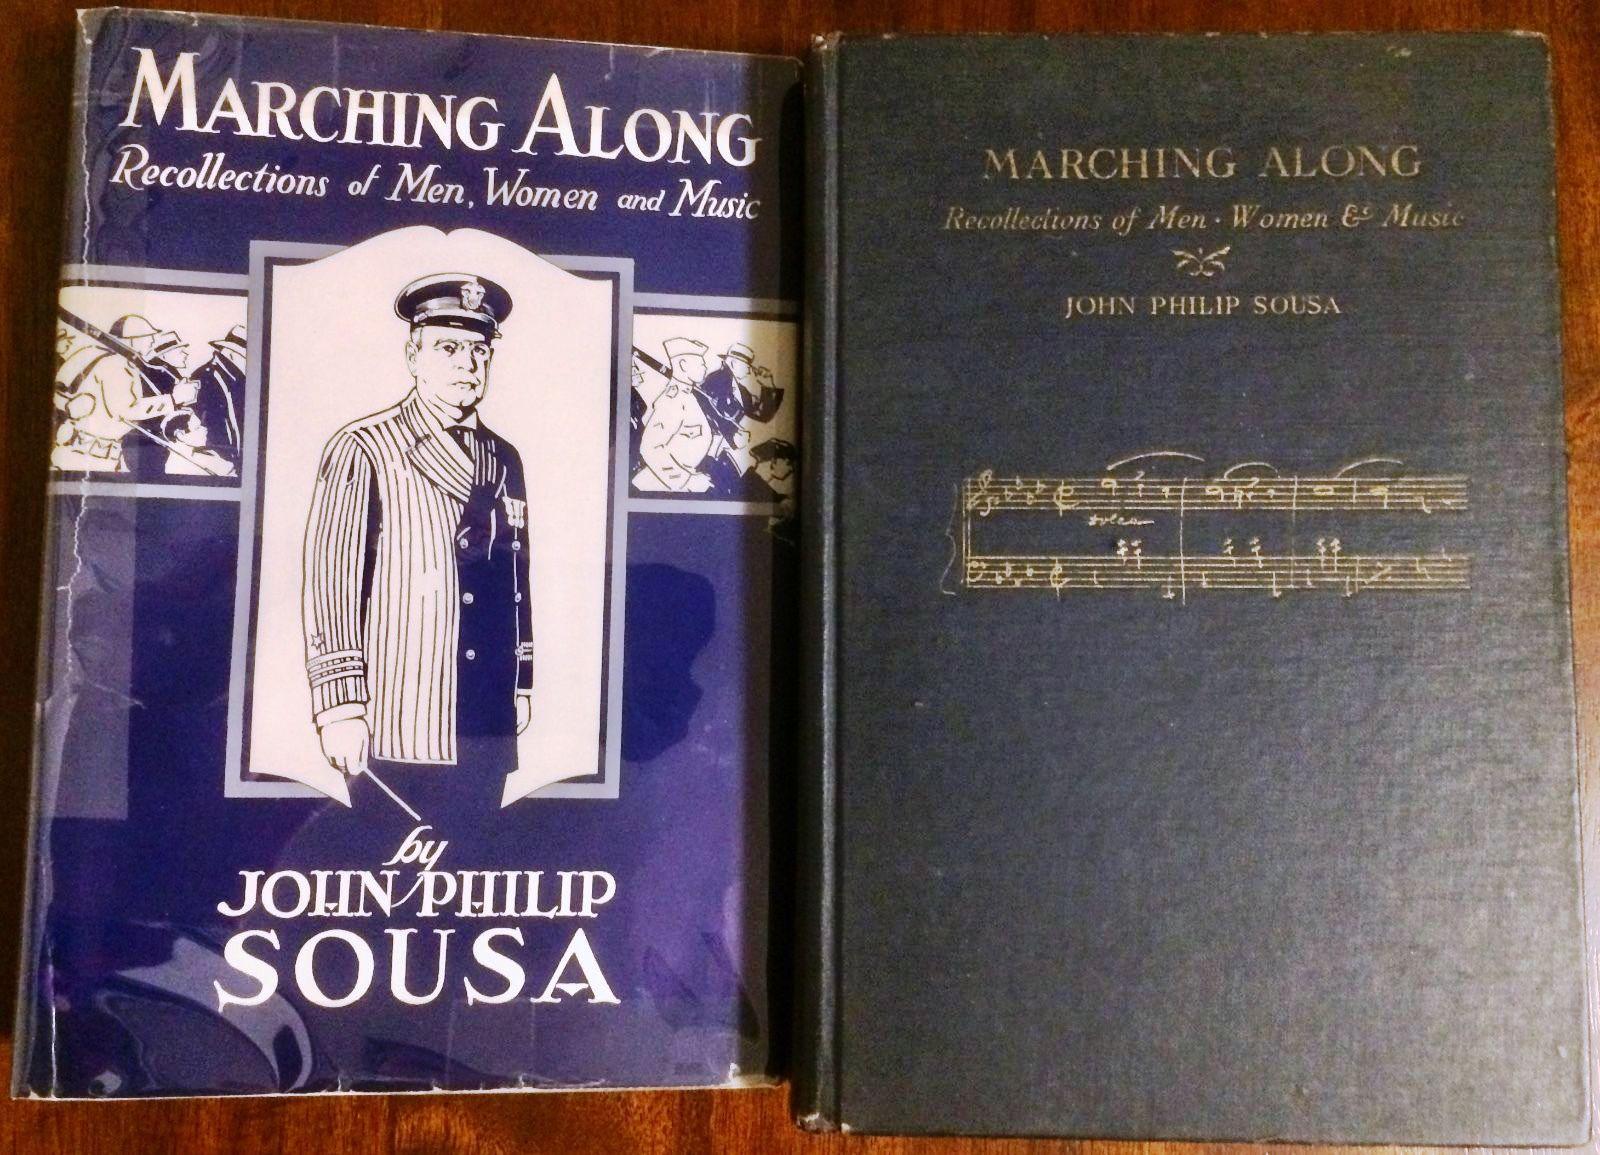 MARCHING ALONG
Recollections of Men, Women and Music
by
JOHN PHILIP
SOUSA
MARCHING ALONG
Recollections of Men · Women & Music
JOHN PHILIP SOUSA